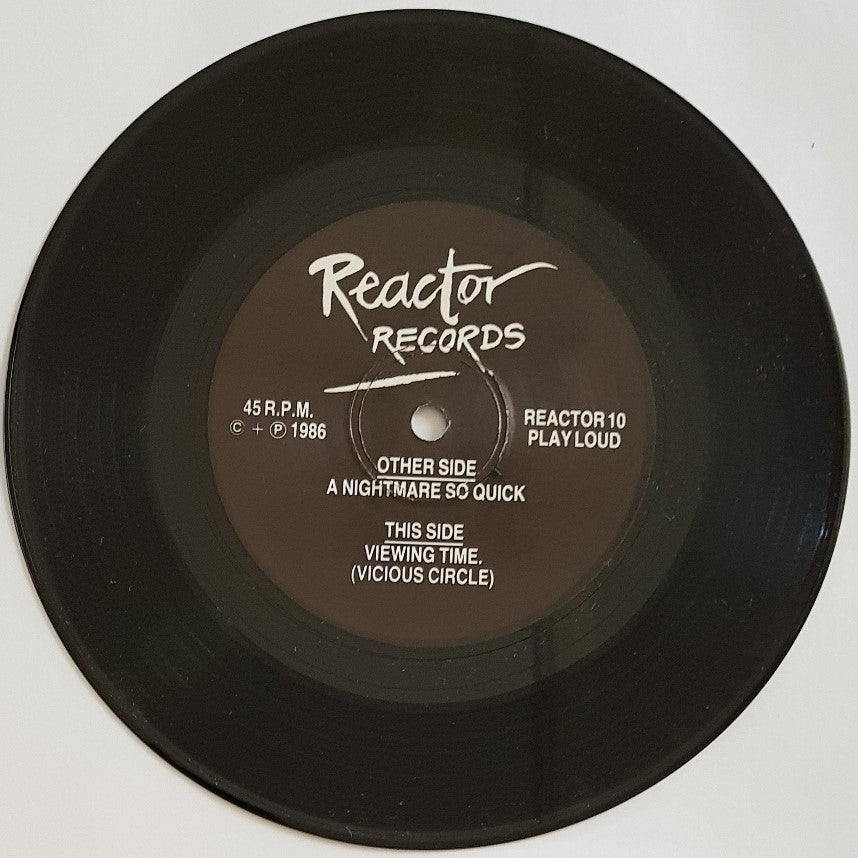 Reactor
RECORDS
45 R.P.M.
© + ℗ 1986
REACTOR 10
PLAY LOUD
OTHER SIDE
A NIGHTMARE SO QUICK
THIS SIDE
VIEWING TIME.
(VICIOUS CIRCLE)